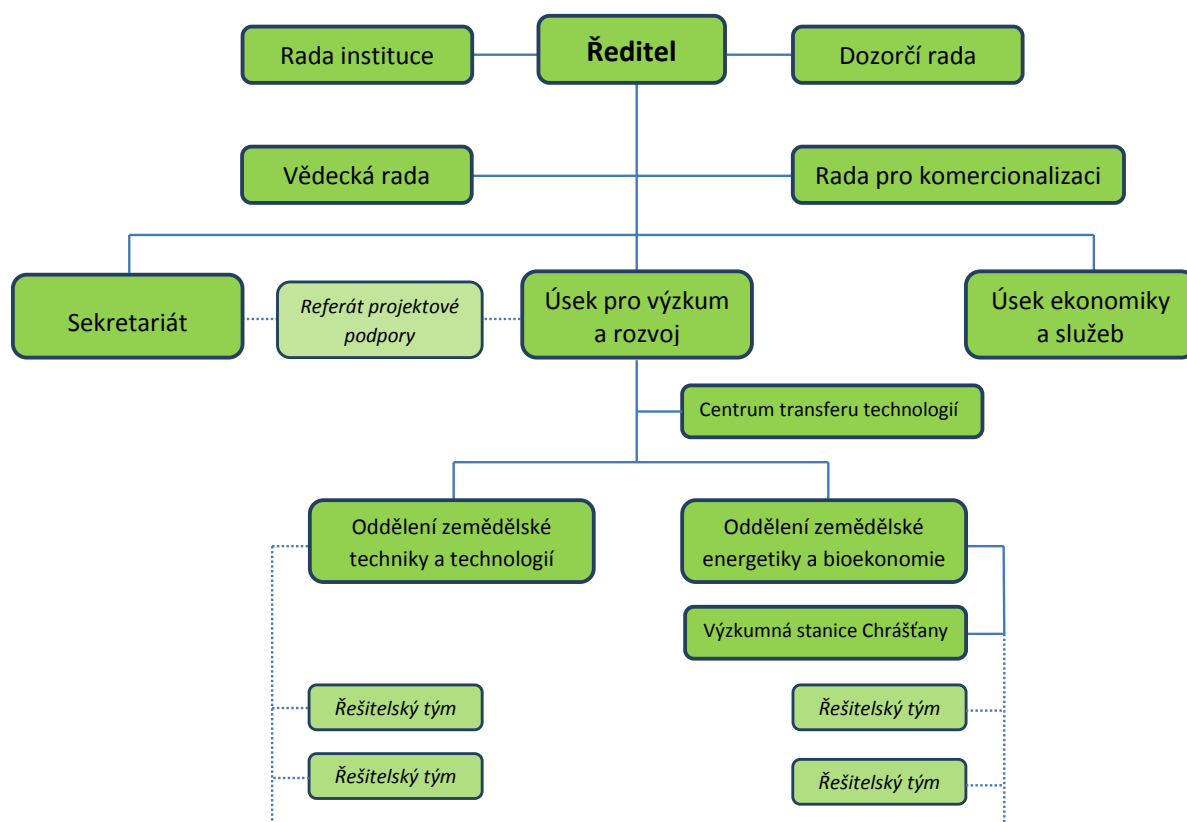 Rada instituce
Ředitel
Dozorčí rada
Vědecká rada
Rada pro komercionalizaci
Sekretariát
Referát projektové
podpory
Úsek pro výzkum
a rozvoj
Úsek ekonomiky
a služeb
Centrum transferu technologií
Oddělení zemědělské
techniky a technologií
Oddělení zemědělské
energetiky a bioekonomie
Výzkumná stanice Chrášťany
Řešitelský tým
Řešitelský tým
Řešitelský tým
Řešitelský tým